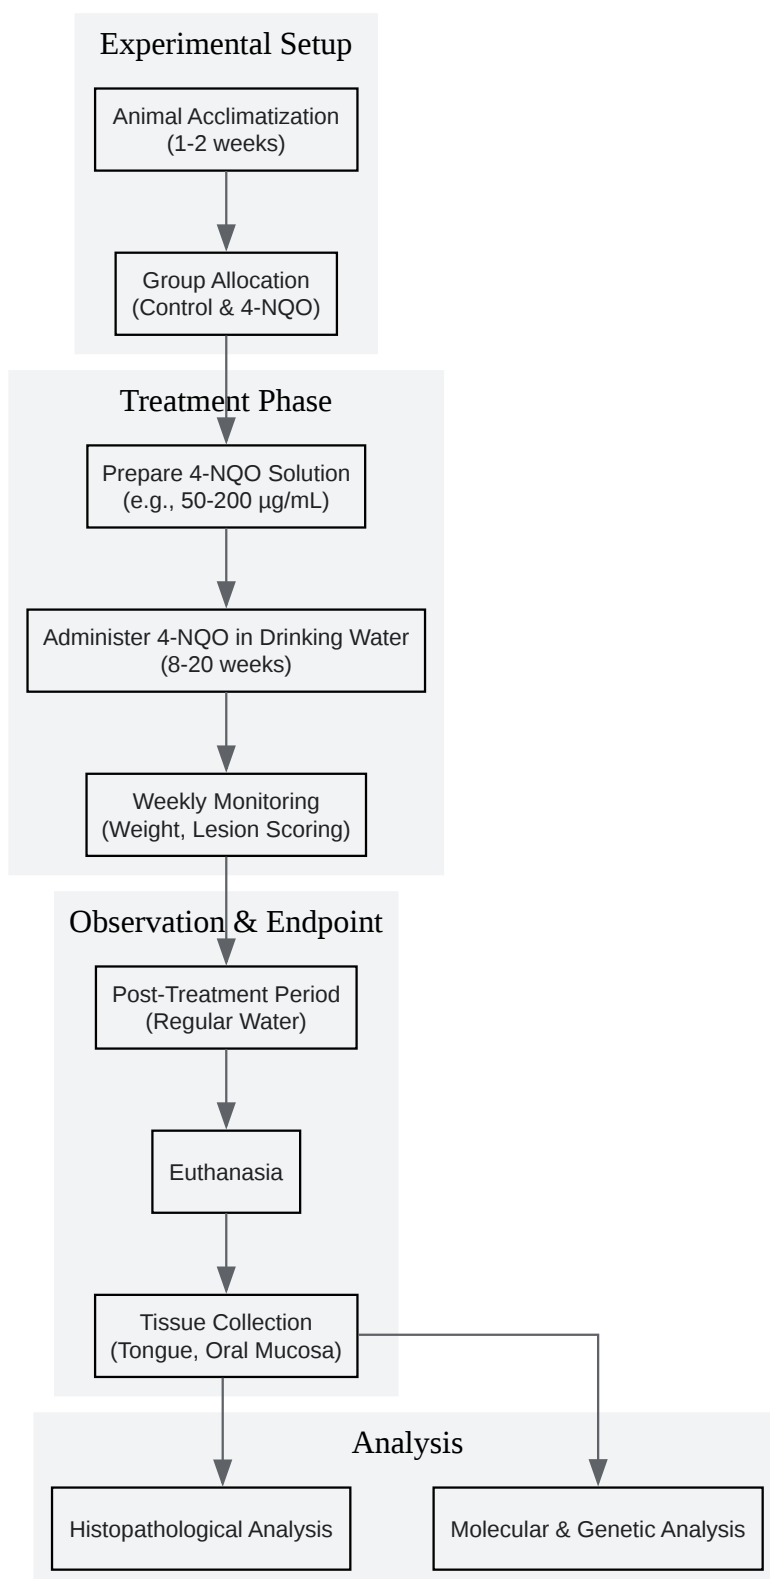 Experimental Setup
Animal Acclimatization
(1-2 weeks)
Group Allocation
(Control & 4-NQO)
Treatment Phase
Prepare 4-NQO Solution
(e.g., 50-200 µg/mL)
Administer 4-NQO in Drinking Water
(8-20 weeks)
Weekly Monitoring
(Weight, Lesion Scoring)
Observation & Endpoint
Post-Treatment Period
(Regular Water)
Euthanasia
Tissue Collection
(Tongue, Oral Mucosa)
Analysis
Histopathological Analysis
Molecular & Genetic Analysis